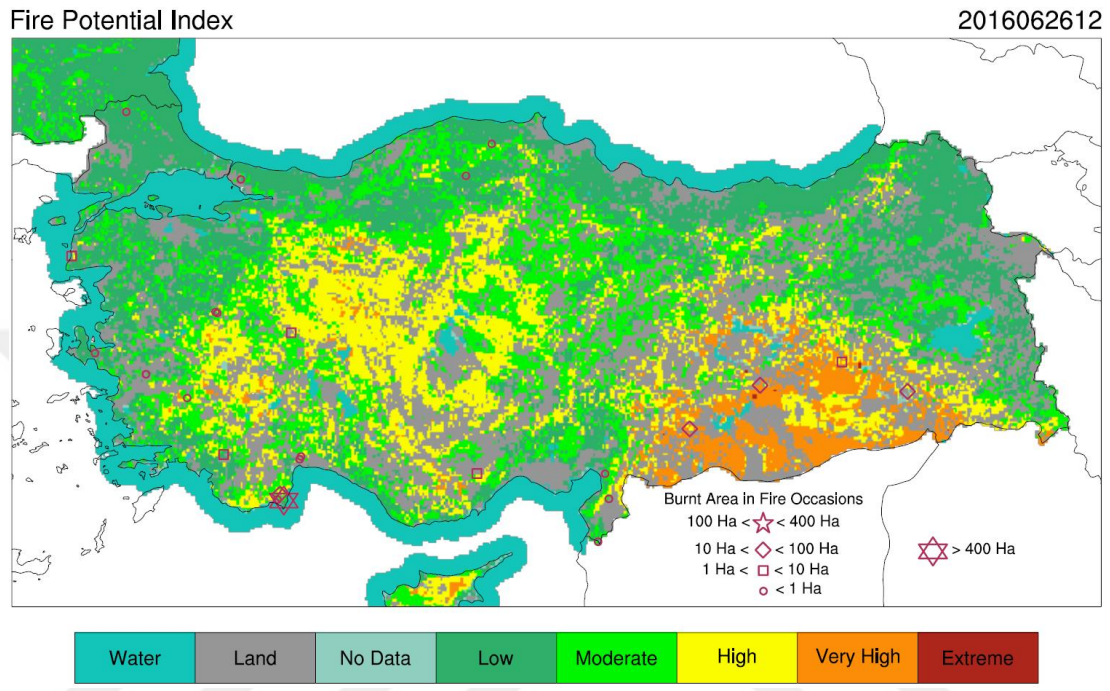 Fire Potential Index 2016062612
Burnt Area in Fire Occasions
100 Ha < < 400 Ha
10 Ha < < 100 Ha
> 400 Ha
1 Ha < < 10 Ha
< 1 Ha
Water Land No Data Low Moderate High Very High Extreme